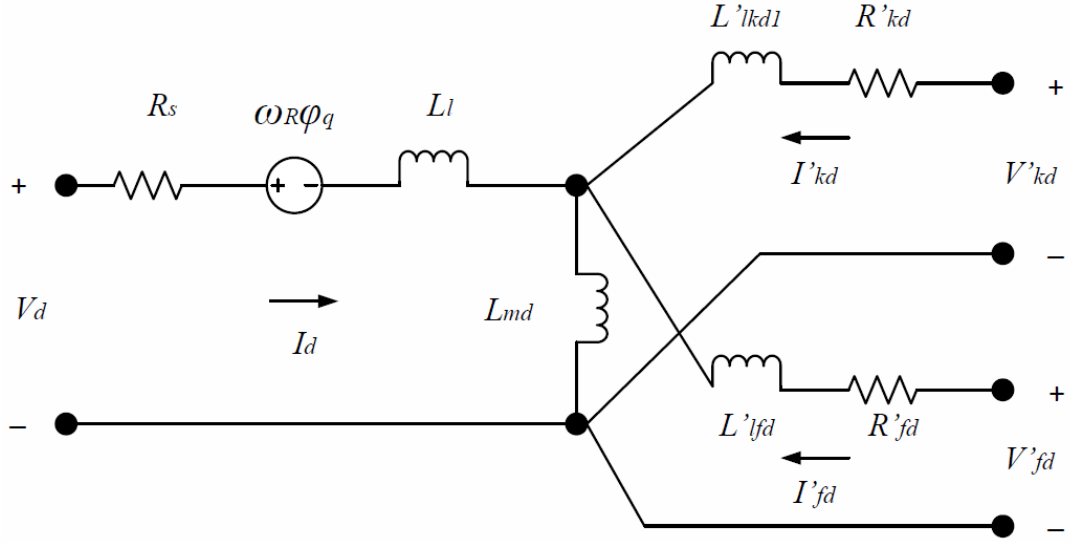 L'lkd1 R'kd
Rs ωRφq Ll
+ + − +
I'kd V'kd
−
Vd Id Lmd
+
− L'lfd R'fd
V'fd
I'fd
−